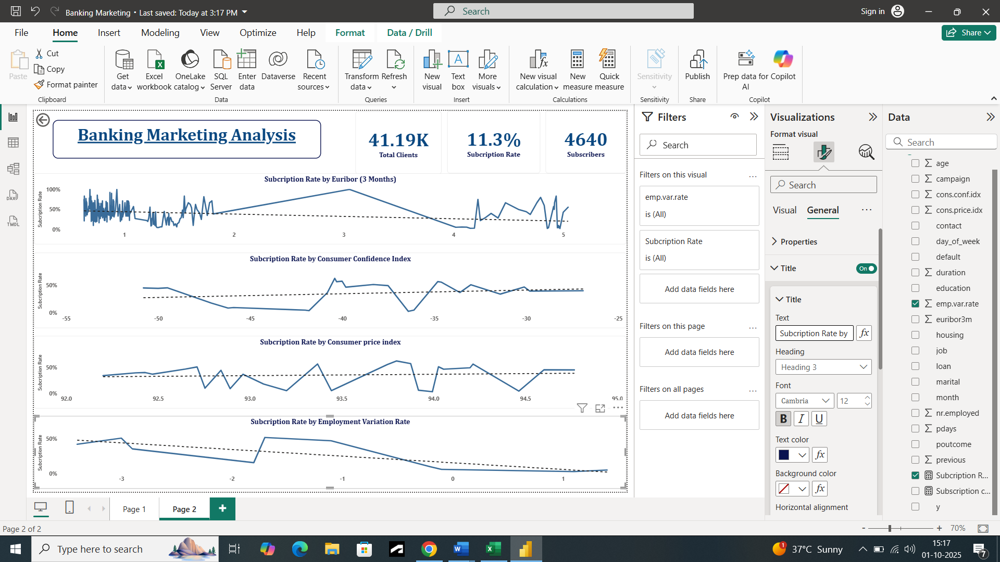 Banking Marketing • Last saved: Today at 3:17 PM
Search
Sign in
File Home Insert Modeling View Optimize Help Format Data / Drill
Share
Paste
Cut
Copy
Format painter
Clipboard
Get data
Excel workbook
OneLake catalog
SQL Server
Enter data
Dataverse
Recent sources
Data
Transform data
Refresh
Queries
New visual
Text box
More visuals
Insert
New visual calculation
New measure
Quick measure
Calculations
Sensitivity
Sensitivity
Publish
Share
Prep data for AI
Copilot
Copilot
DAX
TMDL
Banking Marketing Analysis
41.19K
Total Clients
11.3%
Subcription Rate
4640
Subscribers
Subcription Rate by Euribor (3 Months)
Subcription Rate
100%
50%
0%
1 2 3 4 5
Subcription Rate by Consumer Confidence Index
Subcription Rate
50%
0%
-55 -50 -45 -40 -35 -30 -25
Subcription Rate by Consumer price index
Subcription Rate
50%
0%
92.0 92.5 93.0 93.5 94.0 94.5 95.0
Subcription Rate by Employment Variation Rate
Subcription Rate
50%
0%
-3 -2 -1 0 1
Filters
Search
Filters on this visual ...
emp.var.rate
is (All)
Subcription Rate
is (All)
Add data fields here
Filters on this page ...
Add data fields here
Filters on all pages ...
Add data fields here
Visualizations
Format visual
Search
Visual General ...
Properties
Title On
Title
Text
Subcription Rate by fx
Heading
Heading 3
Font
Cambria 12
B I U
Text color
fx
Background color
fx
Horizontal alignment
Data
Search
age
campaign
cons.conf.idx
cons.price.idx
contact
day_of_week
default
duration
education
emp.var.rate
euribor3m
housing
job
loan
marital
month
nr.employed
pdays
poutcome
previous
Subcription R...
Subscription c...
y
Page 1 Page 2 +
Page 2 of 2
- + 70%
Type here to search
1
37°C Sunny
15:17
01-10-2025
7